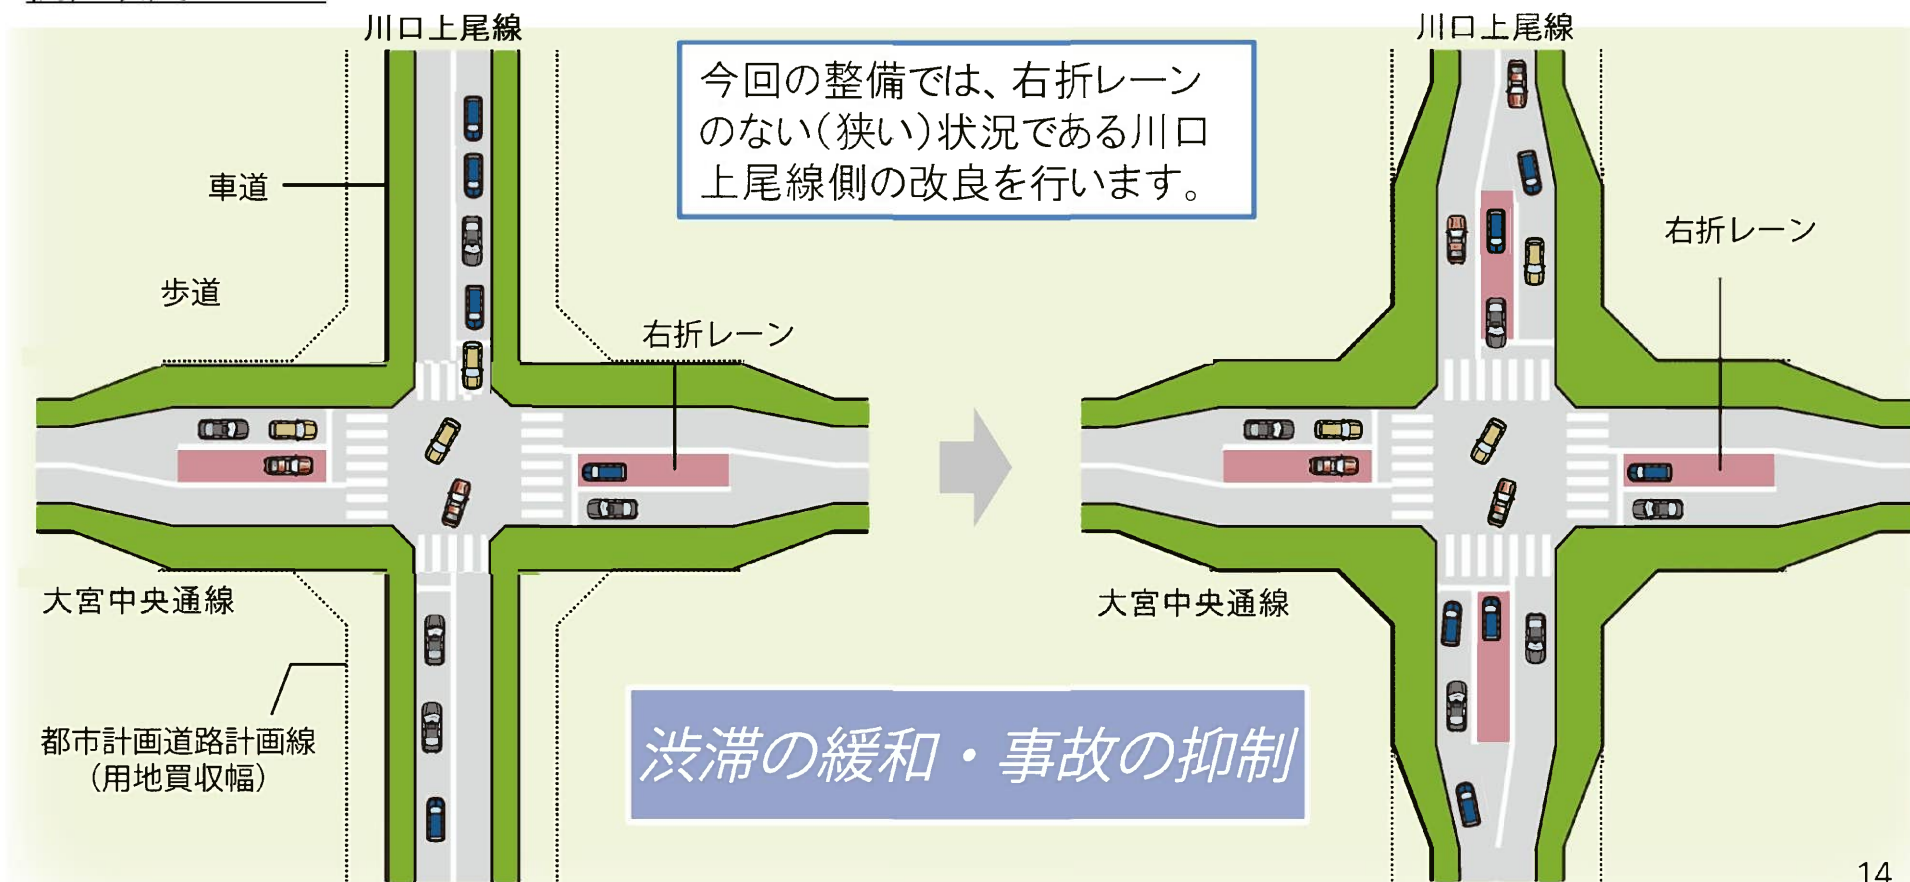 川口上尾線
今回の整備では、右折レーン
のない(狭い)状況である川口
上尾線側の改良を行います。
車道
歩道
右折レーン
大宮中央通線
都市計画道路計画線
(用地買収幅)
川口上尾線
右折レーン
大宮中央通線
渋滞の緩和・事故の抑制
14